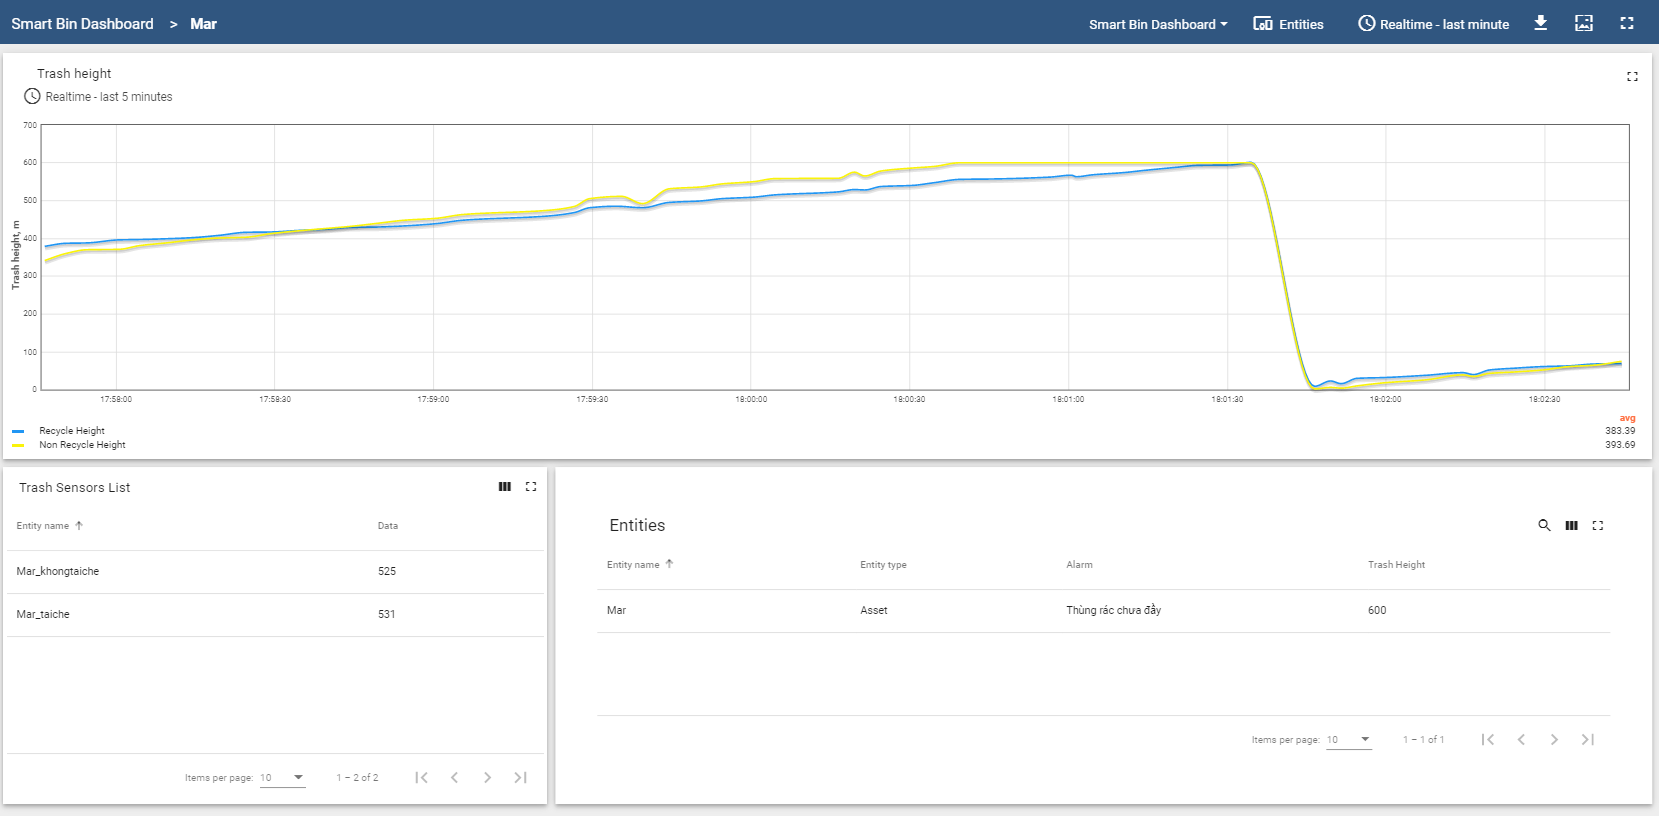 Smart Bin Dashboard > Mar
Smart Bin Dashboard Entities Realtime - last minute
Trash height
Realtime - last 5 minutes
700
600
500
400
300
200
100
0
Trash height, m
17:58:00 17:58:30 17:59:00 17:59:30 18:00:00 18:00:30 18:01:00 18:01:30 18:02:00 18:02:30
avg
Recycle Height 383.39
Non Recycle Height 393.69
Trash Sensors List
Entity name Data
Mar_khongtaiche 525
Mar_taiche 531
Items per page: 10 1 – 2 of 2
Entities
Entity name Entity type Alarm Trash Height
Mar Asset Thùng rác chưa đầy 600
Items per page: 10 1 – 1 of 1